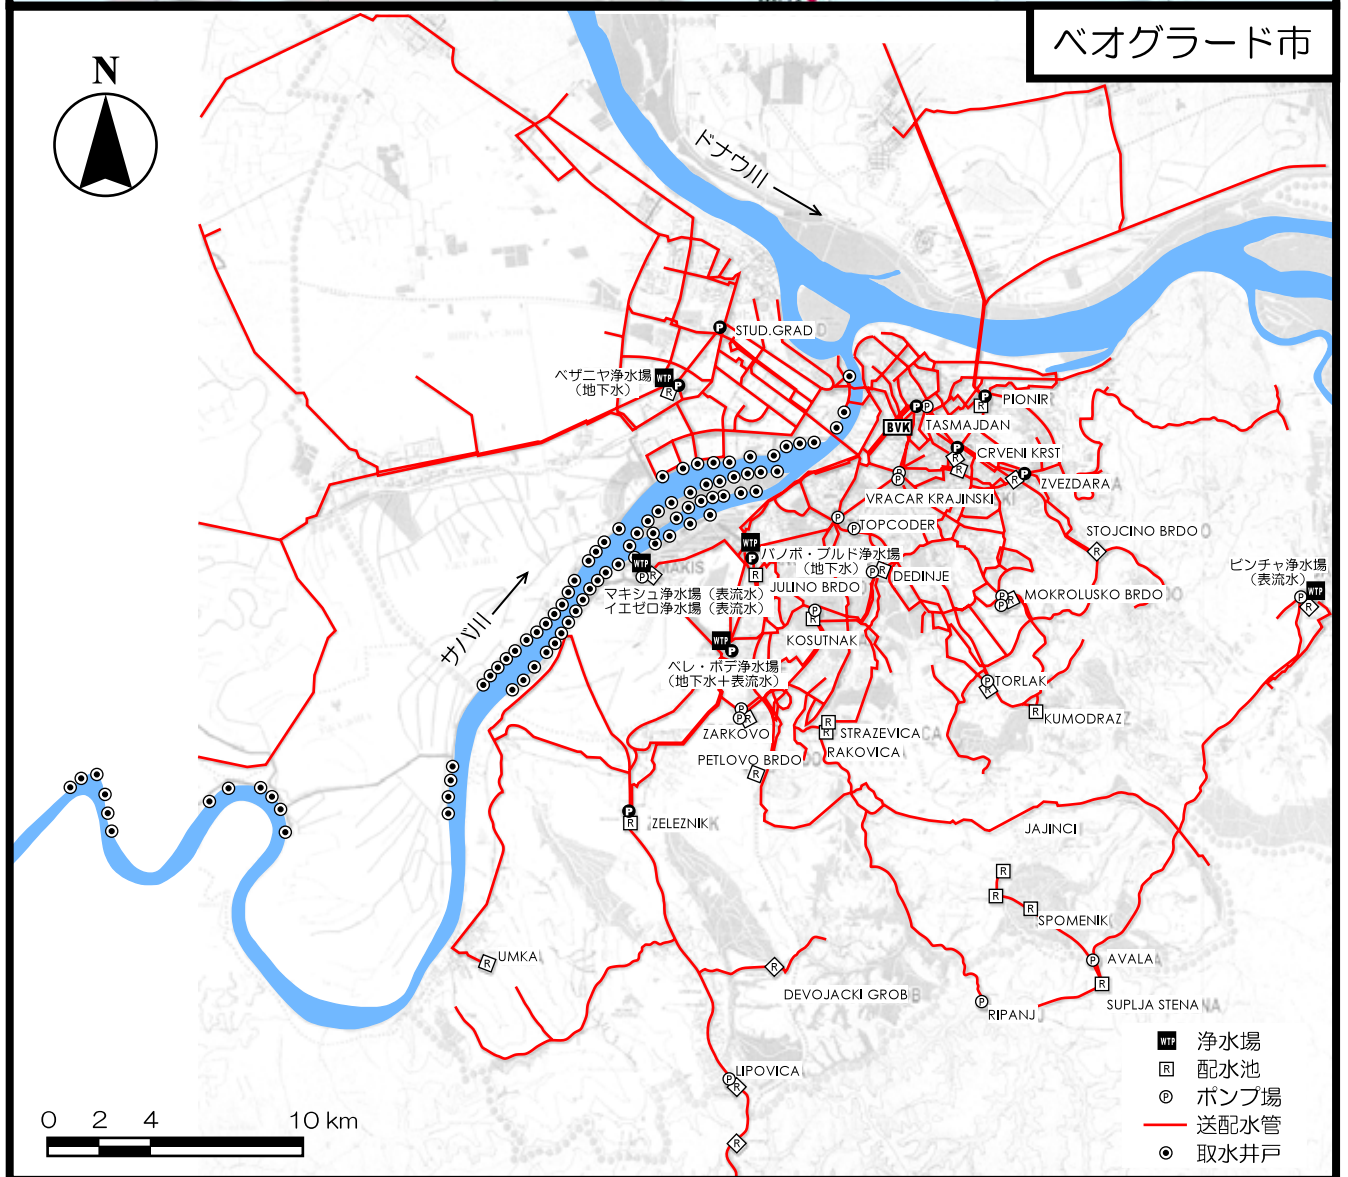 ベオグラード市
N
ドナウ川
STUD.GRAD
ベザニヤ浄水場
（地下水）
WTP
R
P
PIONIR
TASMAJDAN
BVK
CRVENI KRST
ZVEZDARA
VRACAR KRAJINSKI
TOPCODER
STOJCINO BRDO
バノボ・ブルド浄水場
（地下水）
ビンチャ浄水場
（表流水）
DEDINJE
JULINO BRDO
マキシュ浄水場（表流水）
イエゼロ浄水場（表流水）
MOKROLUSKO BRDO
サバ川
KOSUTNAK
ベレ・ボデ浄水場
（地下水＋表流水）
TORLAK
KUMODRAZ
ZARKOVO
STRAZEVICA
RAKOVICA
PETLOVO BRDO
ZELEZNIK
JAJINCI
SPOMENIK
UMKA
AVALA
DEVOJACKI GROB
SUPLJA STENA
RIPANJ
LIPOVICA
WTP 浄水場
R 配水池
P ポンプ場
送配水管
取水井戸
0 2 4 10 km